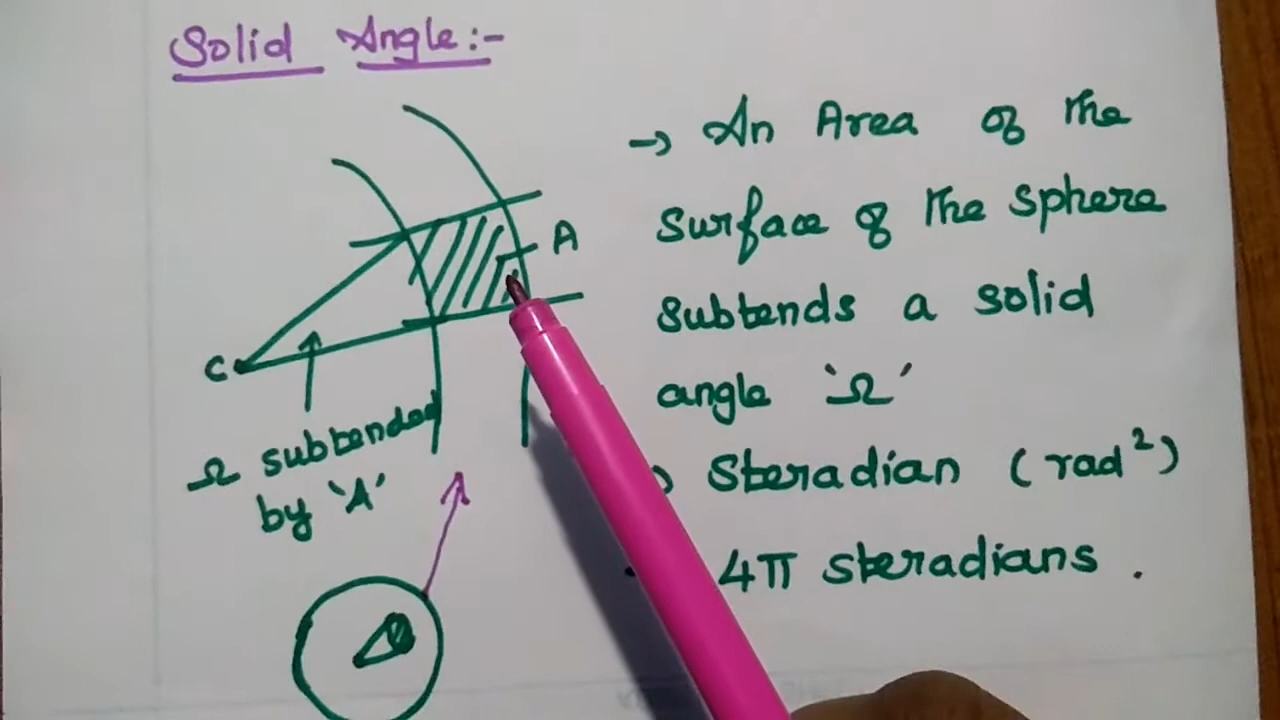 Solid Angle:-
A
C
Ω subtended
by 'A'
→ An Area of the
surface of the sphere
subtends a solid
angle 'Ω'
Steradian (rad²)
4π steradians.